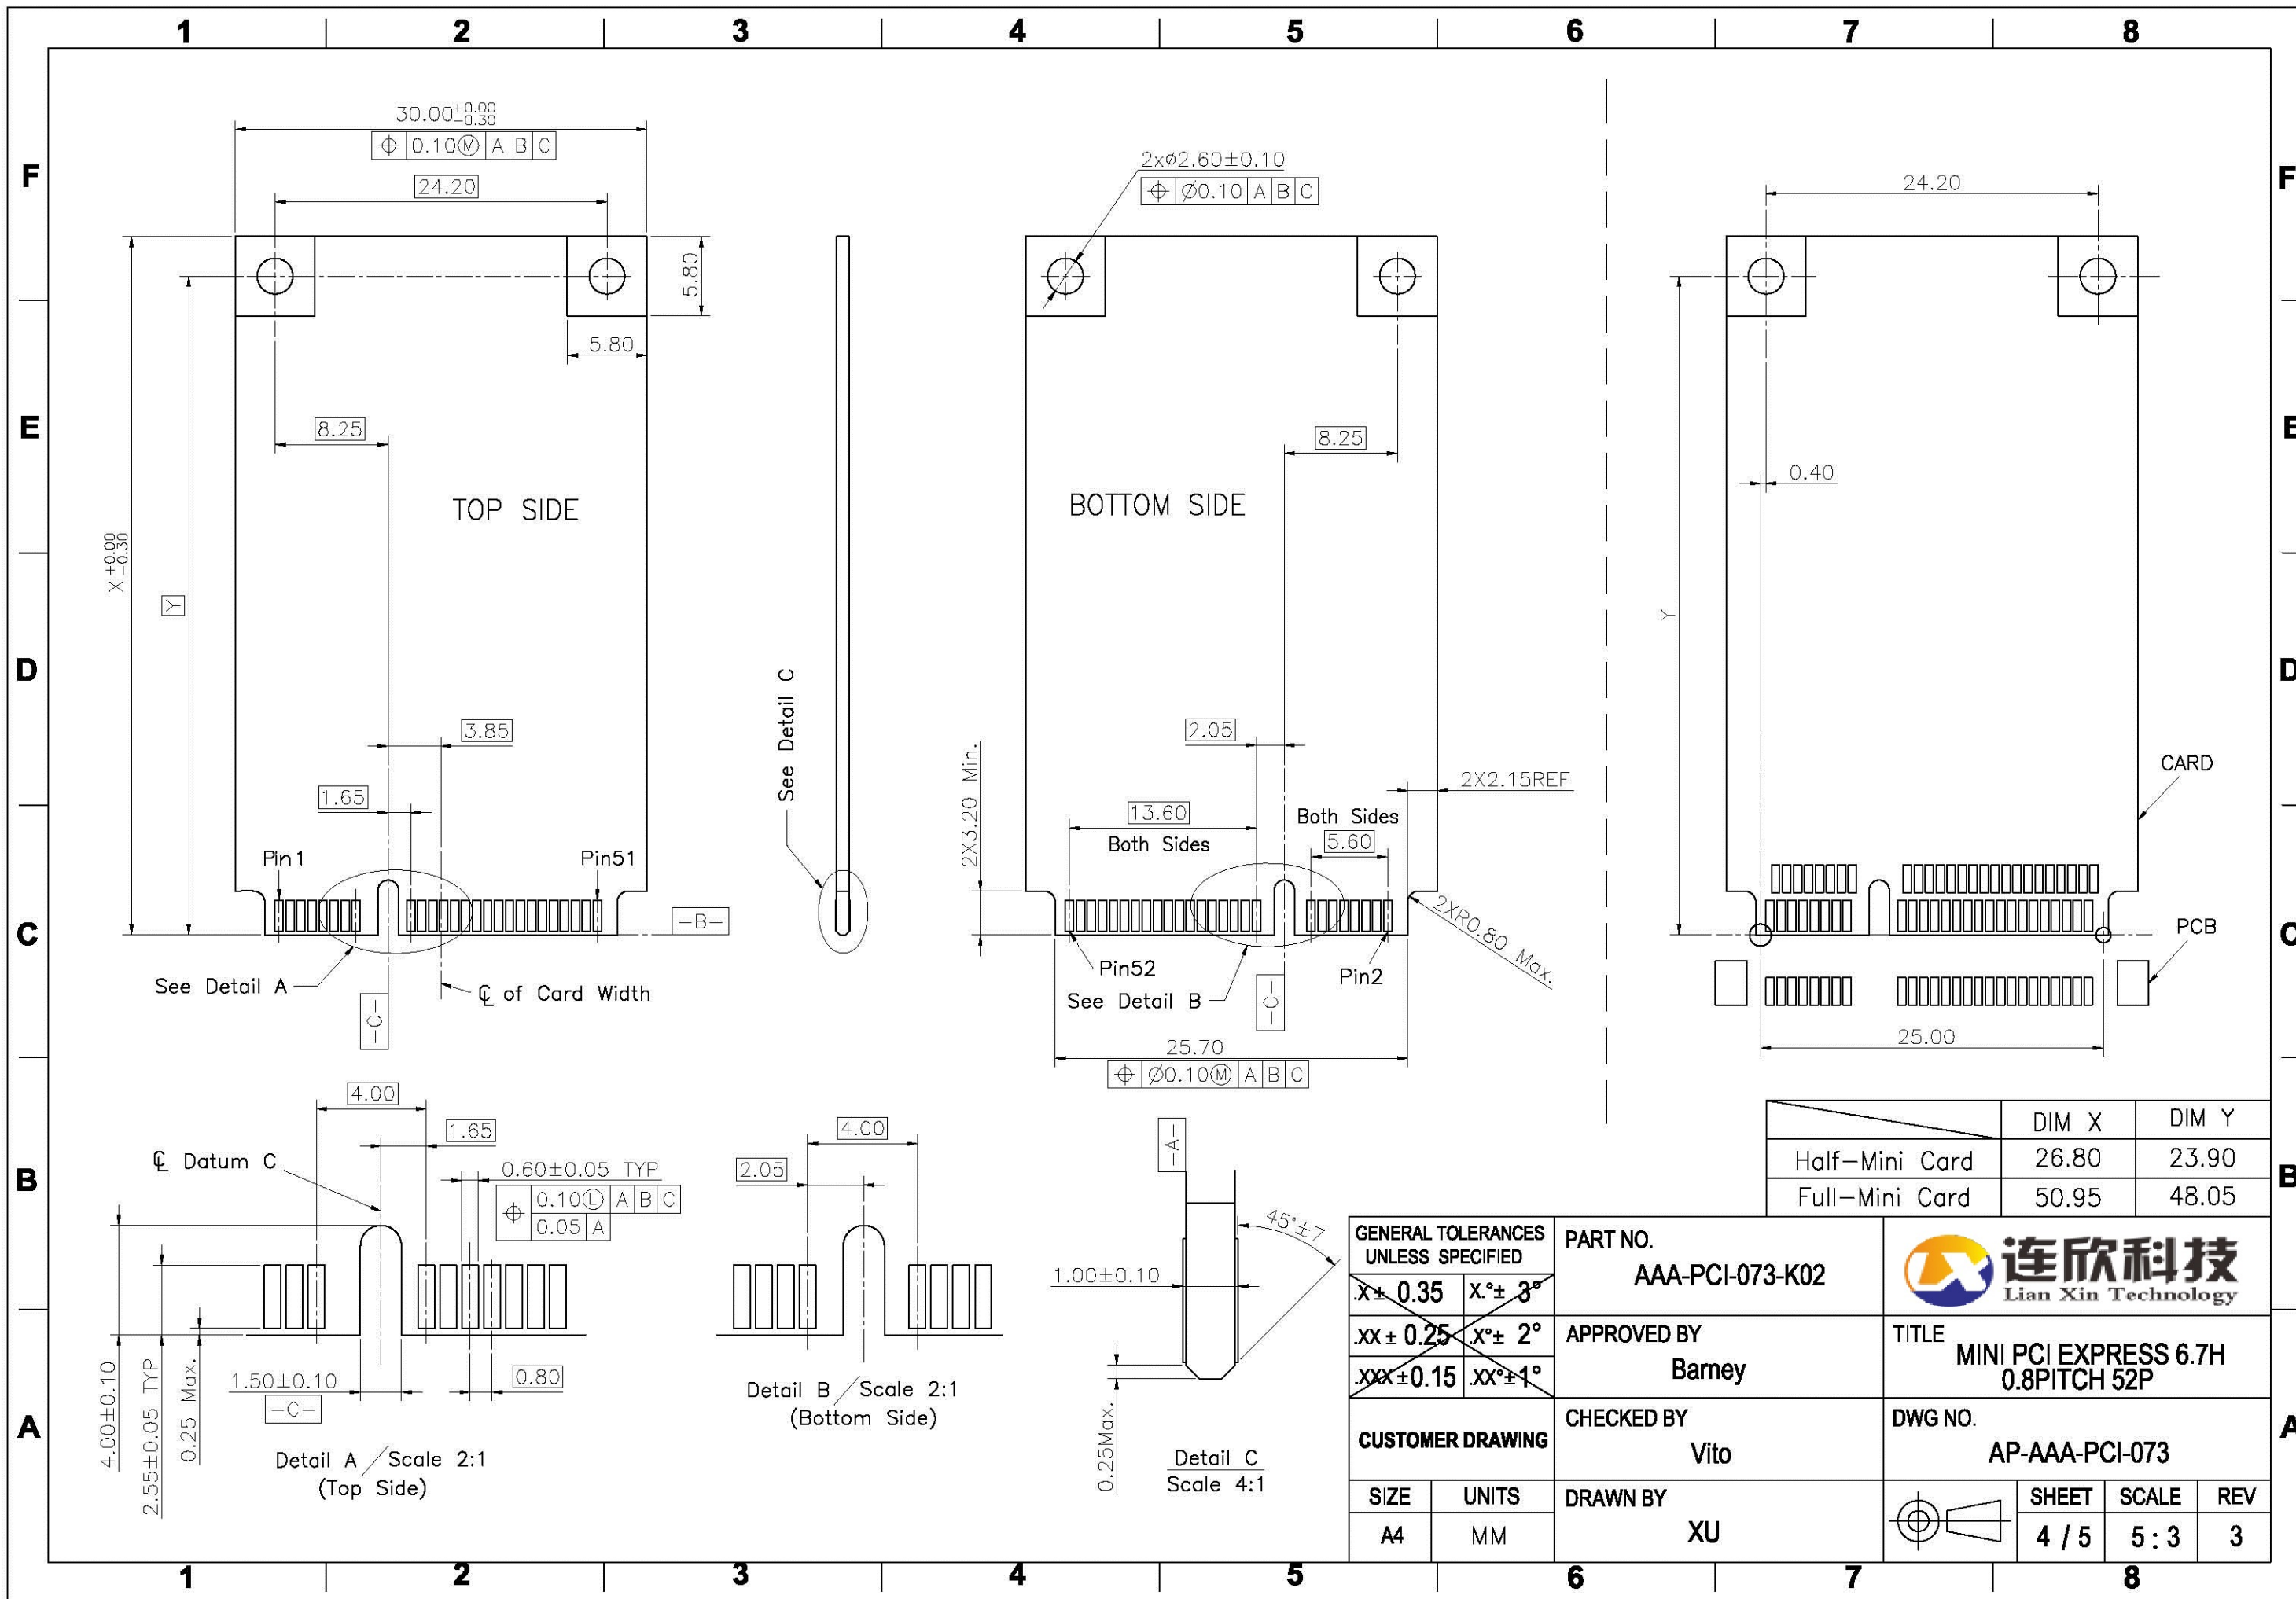 1 2 3 4 5 6 7 8
F
E
D
C
B
A
F
E
D
C
B
A
30.00+0.00 -0.30
⌖ 0.10Ⓜ A B C
24.20
5.80
5.80
8.25
TOP SIDE
X +0.00 -0.30
Y
3.85
1.65
Pin1
Pin51
-B-
See Detail A
℄ of Card Width
-C-
See Detail C
2xø2.60±0.10
⌖ Ø0.10 A B C
8.25
BOTTOM SIDE
2.05
2X2.15REF
2X3.20 Min.
13.60
Both Sides
Both Sides
5.60
2XR0.80 Max.
Pin52
Pin2
See Detail B
-C-
25.70
⌖ Ø0.10Ⓜ A B C
24.20
0.40
Y
CARD
PCB
25.00
4.00
1.65
℄ Datum C
0.60±0.05 TYP
⌖ 0.10Ⓛ A B C
0.05 A
4.00±0.10
2.55±0.05 TYP
0.25 Max.
1.50±0.10
-C-
0.80
Detail A / Scale 2:1
(Top Side)
4.00
2.05
Detail B / Scale 2:1
(Bottom Side)
-A-
45°±7
1.00±0.10
0.25Max.
Detail C
Scale 4:1
DIM X DIM Y
Half-Mini Card 26.80 23.90
Full-Mini Card 50.95 48.05
GENERAL TOLERANCES
UNLESS SPECIFIED
.X± 0.35 X.°± 3°
.XX ± 0.25 .X°± 2°
.XXX ±0.15 .XX°±1°
CUSTOMER DRAWING
SIZE UNITS
A4 MM
PART NO.
AAA-PCI-073-K02
APPROVED BY
Barney
CHECKED BY
Vito
DRAWN BY
XU
连欣科技
Lian Xin Technology
TITLE
MINI PCI EXPRESS 6.7H
0.8PITCH 52P
DWG NO.
AP-AAA-PCI-073
SHEET SCALE REV
4 / 5 5 : 3 3
1 2 3 4 5 6 7 8